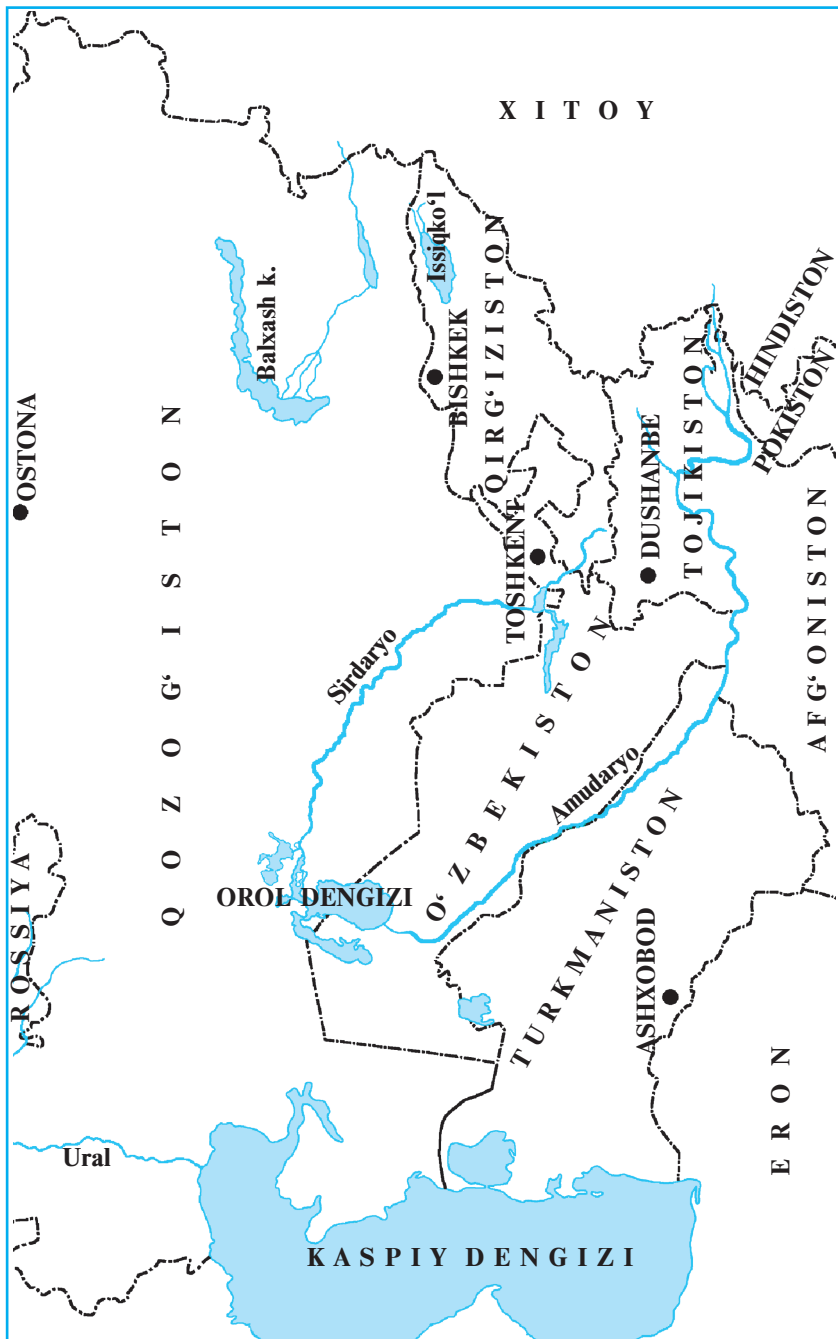 XITOY
Issiqko‘l
Balxash k.
BISHKEK
QIRG‘IZISTON
HINDISTON
POKISTON
OSTONA
QOZOG‘ISTON
TOSHKENT
DUSHANBE
TOJIKISTON
AFG‘ONISTON
Sirdaryo
O‘ZBEKISTON
Amudaryo
OROL DENGIZI
ROSSIYA
TURKMANISTON
ASHXOBOD
ERON
Ural
KASPIY DENGIZI